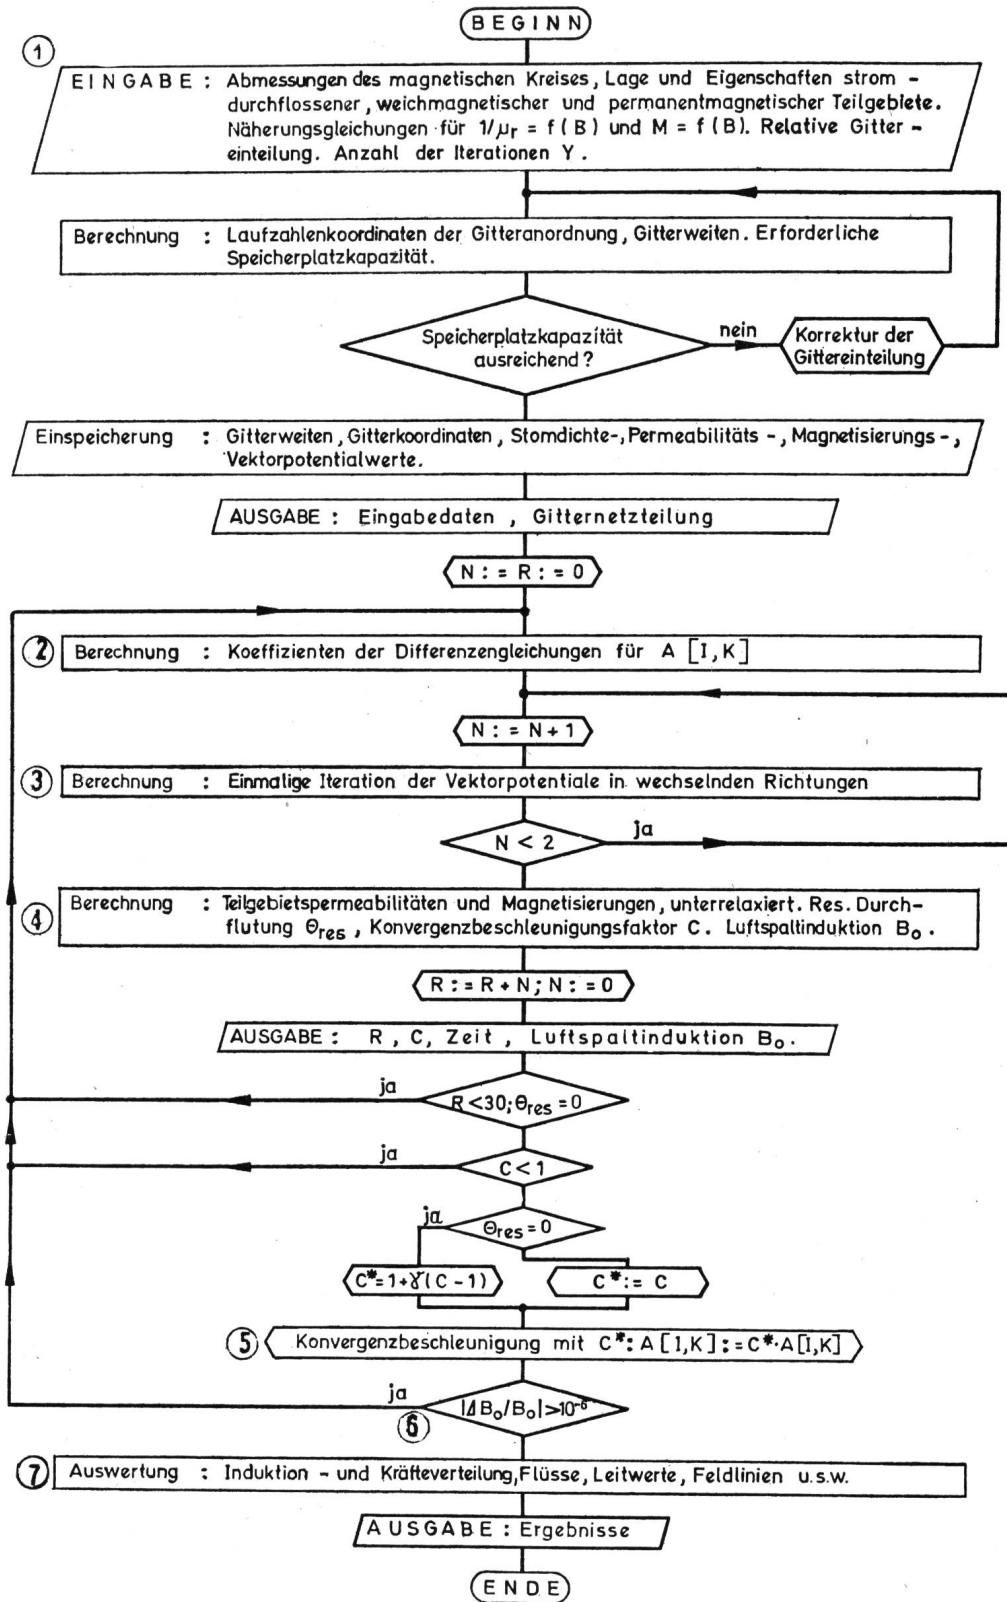 BEGINN
1
EINGABE : Abmessungen des magnetischen Kreises, Lage und Eigenschaften strom -
durchflossener, weichmagnetischer und permanentmagnetischer Teilgebiete.
Näherungsgleichungen für 1/μr = f (B) und M = f (B). Relative Gitter -
einteilung. Anzahl der Iterationen Y.
Berechnung : Laufzahlenkoordinaten der Gitteranordnung, Gitterweiten. Erforderliche
Speicherplatzkapazität.
Speicherplatzkapazität
ausreichend ?
nein
Korrektur der
Gittereinteilung
Einspeicherung : Gitterweiten, Gitterkoordinaten, Stomdichte-, Permeabilitäts -, Magnetisierungs -,
Vektorpotentialwerte.
AUSGABE : Eingabedaten , Gitternetzteilung
N : = R : = 0
2 Berechnung : Koeffizienten der Differenzengleichungen für A [I,K]
N : = N + 1
3 Berechnung : Einmalige Iteration der Vektorpotentiale in wechselnden Richtungen
N < 2
ja
4 Berechnung : Teilgebietspermeabilitäten und Magnetisierungen, unterrelaxiert. Res. Durch-
flutung Θres , Konvergenzbeschleunigungsfaktor C. Luftspaltinduktion Bo .
R : = R + N; N : = 0
AUSGABE : R , C, Zeit , Luftspaltinduktion Bo.
ja
R <30; Θres = 0
ja
C < 1
ja
Θres = 0
C* = 1+γ(C - 1)
C* := C
5 Konvergenzbeschleunigung mit C*: A [I,K] := C*·A[I,K]
ja
6 |ΔBo/Bo|>10⁻⁶
7 Auswertung : Induktion - und Kräfteverteilung, Flüsse, Leitwerte, Feldlinien u.s.w.
AUSGABE : Ergebnisse
ENDE